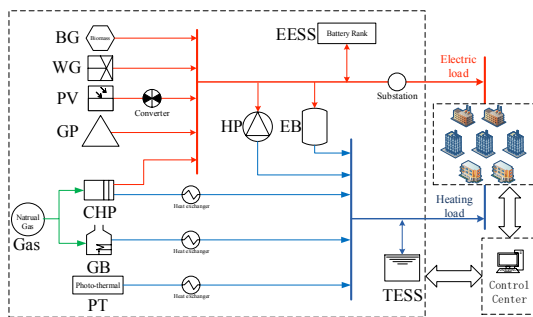 BG
Biomass
EESS
Battery Rank
WG
Electric
load
PV
Converter
Substation
GP
HP
EB
Natrual
Gas
Gas
CHP
Heat exchanger
Heating
load
GB
Heat exchanger
Photo-thermal
PT
Heat exchanger
TESS
Control
Center